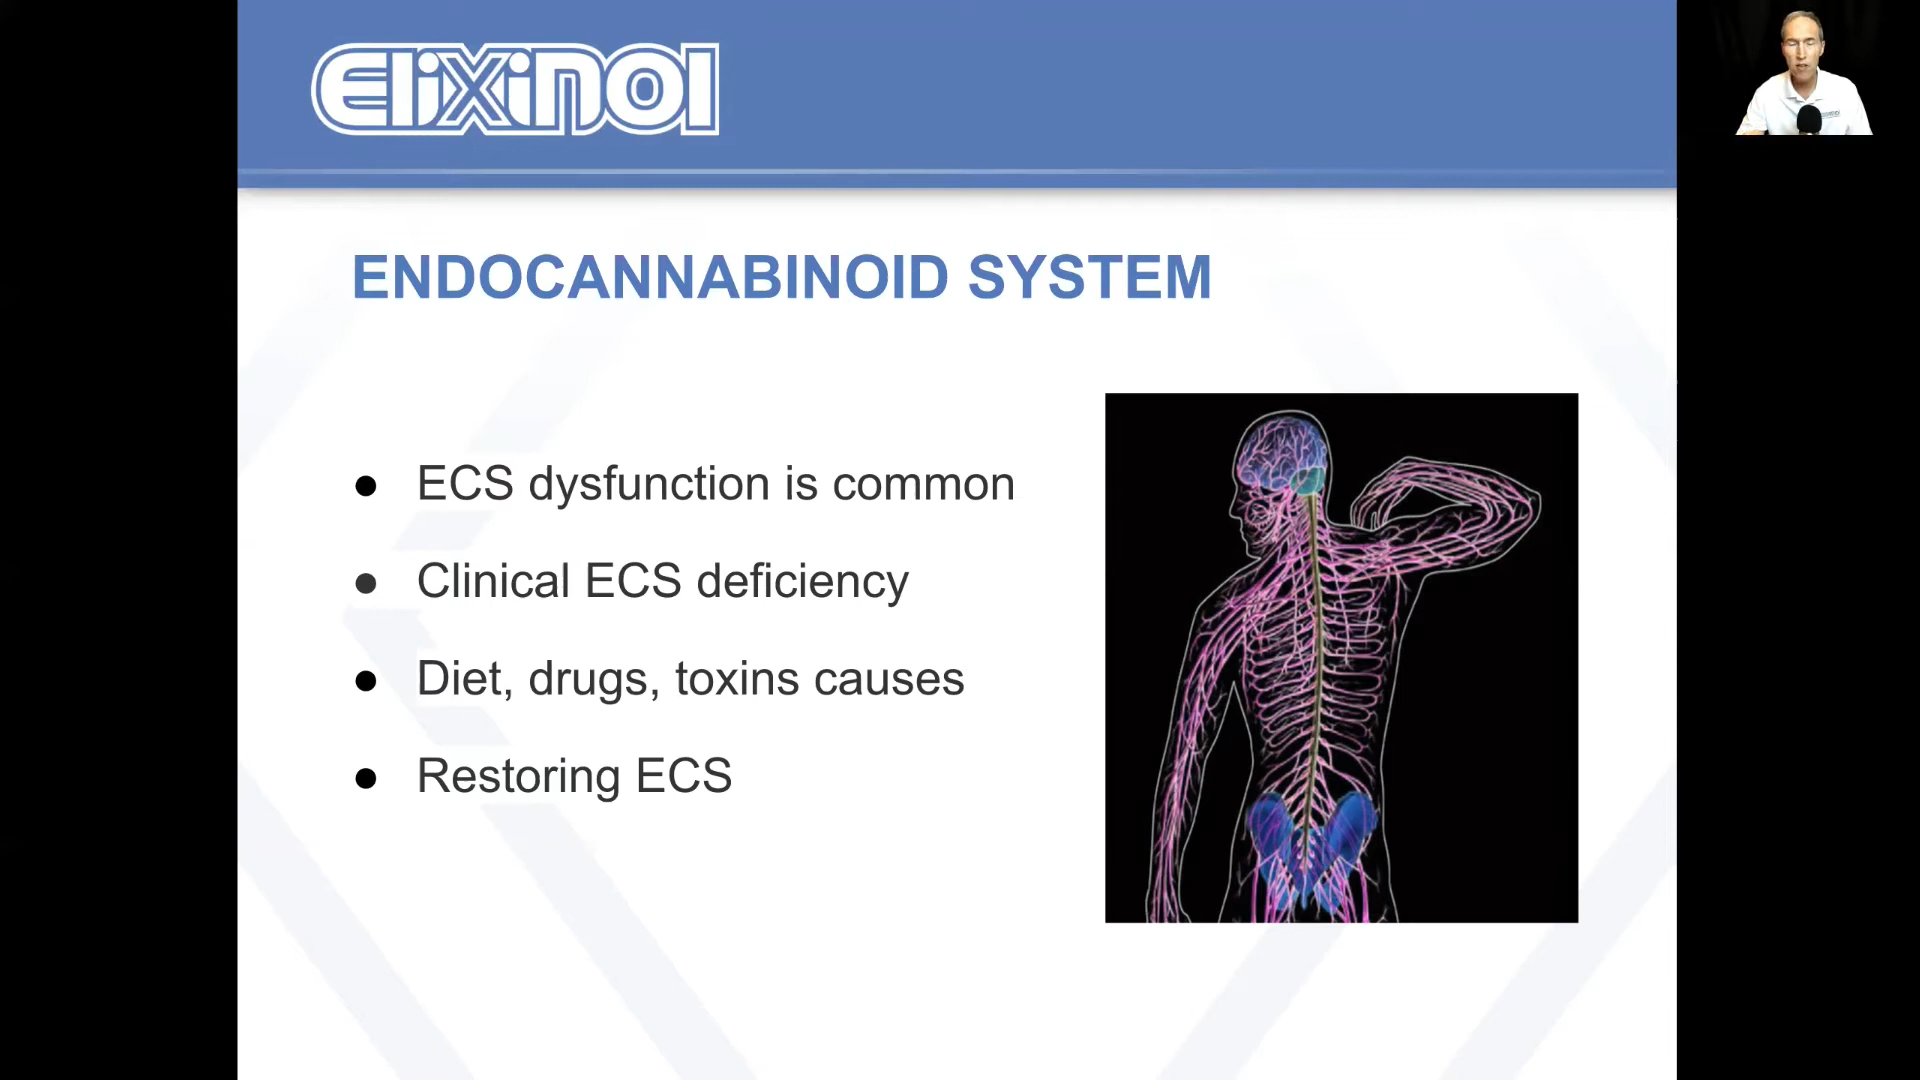 Elixinol
ENDOCANNABINOID SYSTEM
● ECS dysfunction is common
● Clinical ECS deficiency
● Diet, drugs, toxins causes
● Restoring ECS